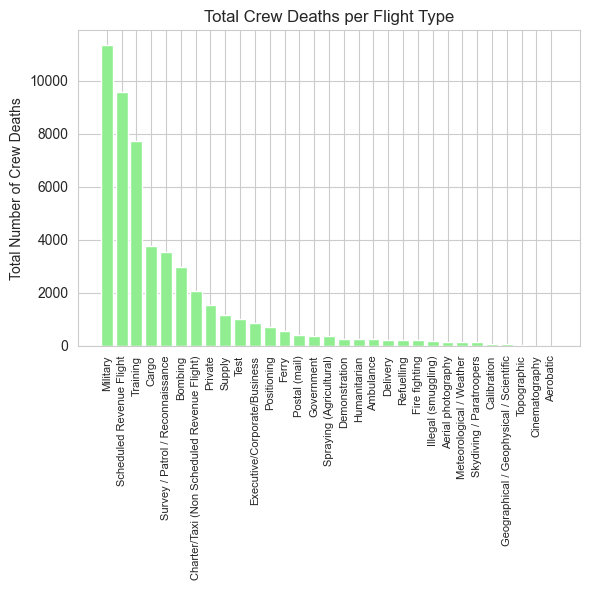 Total Crew Deaths per Flight Type
Total Number of Crew Deaths
10000
8000
6000
4000
2000
0
Military
Scheduled Revenue Flight
Training
Cargo
Survey / Patrol / Reconnaissance
Bombing
Charter/Taxi (Non Scheduled Revenue Flight)
Private
Supply
Test
Executive/Corporate/Business
Positioning
Ferry
Postal (mail)
Government
Spraying (Agricultural)
Demonstration
Humanitarian
Ambulance
Delivery
Refuelling
Fire fighting
Illegal (smuggling)
Aerial photography
Meteorological / Weather
Skydiving / Paratroopers
Calibration
Geographical / Geophysical / Scientific
Topographic
Cinematography
Aerobatic